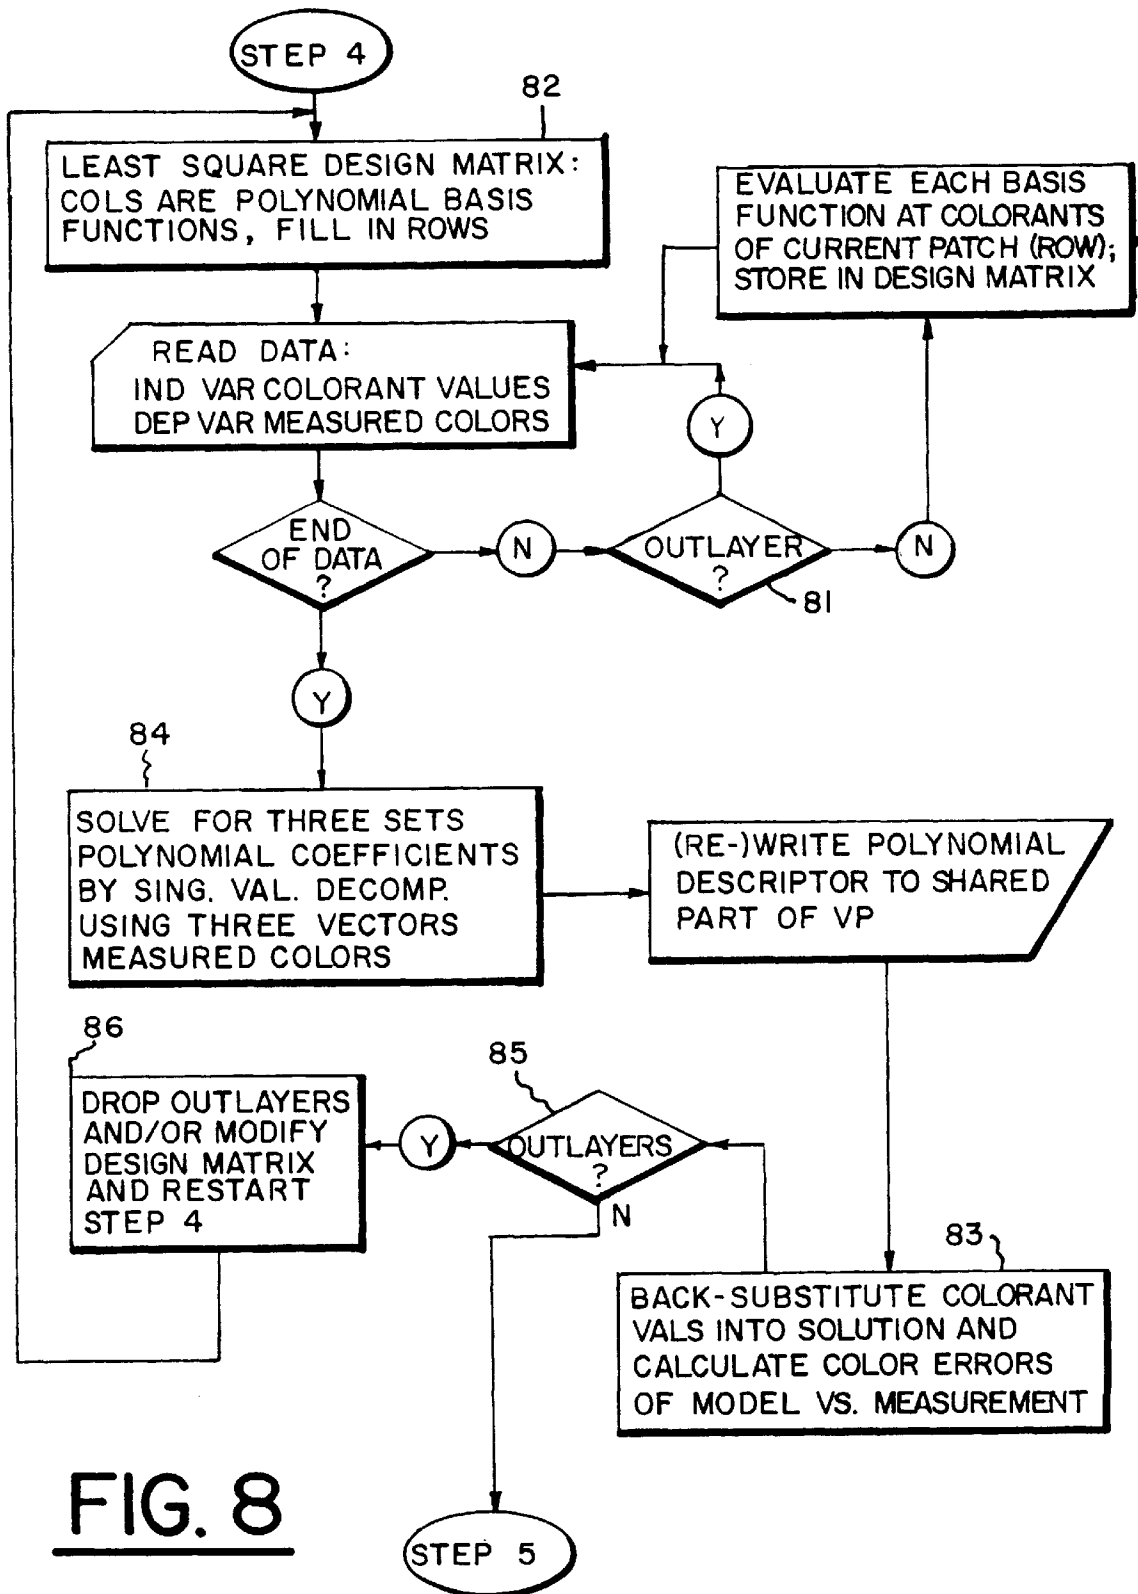 STEP 4
82
LEAST SQUARE DESIGN MATRIX:
COLS ARE POLYNOMIAL BASIS
FUNCTIONS, FILL IN ROWS
EVALUATE EACH BASIS
FUNCTION AT COLORANTS
OF CURRENT PATCH (ROW);
STORE IN DESIGN MATRIX
READ DATA:
IND VAR COLORANT VALUES
DEP VAR MEASURED COLORS
Y
END
OF DATA
?
N
OUTLAYER
?
N
81
Y
84
SOLVE FOR THREE SETS
POLYNOMIAL COEFFICIENTS
BY SING. VAL. DECOMP.
USING THREE VECTORS
MEASURED COLORS
(RE-)WRITE POLYNOMIAL
DESCRIPTOR TO SHARED
PART OF VP
86
DROP OUTLAYERS
AND/OR MODIFY
DESIGN MATRIX
AND RESTART
STEP 4
Y
85
OUTLAYERS
?
N
83
BACK-SUBSTITUTE COLORANT
VALS INTO SOLUTION AND
CALCULATE COLOR ERRORS
OF MODEL VS. MEASUREMENT
FIG. 8
STEP 5